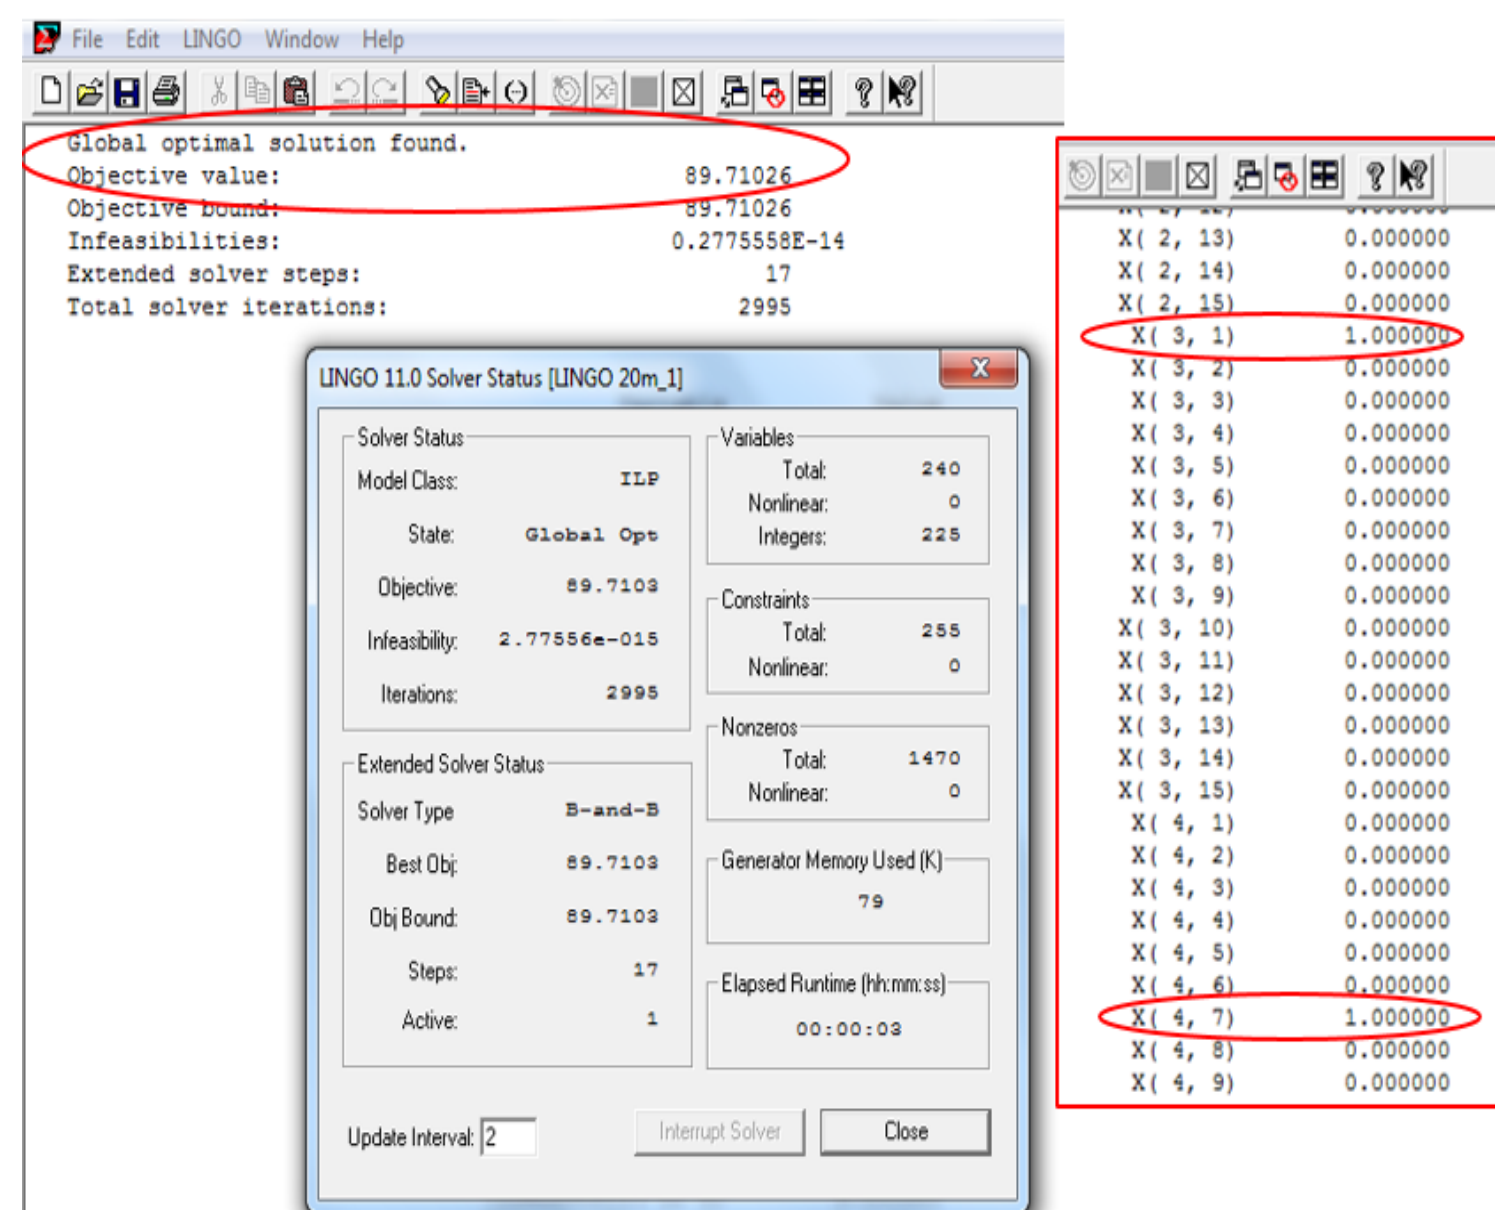 File Edit LINGO Window Help
Global optimal solution found.
Objective value: 89.71026
Objective bound: 89.71026
Infeasibilities: 0.2775558E-14
Extended solver steps: 17
Total solver iterations: 2995
LINGO 11.0 Solver Status [LINGO 20m_1]
Solver Status
Model Class: ILP
State: Global Opt
Objective: 89.7103
Infeasibility: 2.77556e-015
Iterations: 2995
Extended Solver Status
Solver Type B-and-B
Best Obj: 89.7103
Obj Bound: 89.7103
Steps: 17
Active: 1
Variables
Total: 240
Nonlinear: 0
Integers: 225
Constraints
Total: 255
Nonlinear: 0
Nonzeros
Total: 1470
Nonlinear: 0
Generator Memory Used (K)
79
Elapsed Runtime (hh:mm:ss)
00:00:03
Update Interval: 2
Interrupt Solver
Close
X( 2, 13) 0.000000
X( 2, 14) 0.000000
X( 2, 15) 0.000000
X( 3, 1) 1.000000
X( 3, 2) 0.000000
X( 3, 3) 0.000000
X( 3, 4) 0.000000
X( 3, 5) 0.000000
X( 3, 6) 0.000000
X( 3, 7) 0.000000
X( 3, 8) 0.000000
X( 3, 9) 0.000000
X( 3, 10) 0.000000
X( 3, 11) 0.000000
X( 3, 12) 0.000000
X( 3, 13) 0.000000
X( 3, 14) 0.000000
X( 3, 15) 0.000000
X( 4, 1) 0.000000
X( 4, 2) 0.000000
X( 4, 3) 0.000000
X( 4, 4) 0.000000
X( 4, 5) 0.000000
X( 4, 6) 0.000000
X( 4, 7) 1.000000
X( 4, 8) 0.000000
X( 4, 9) 0.000000